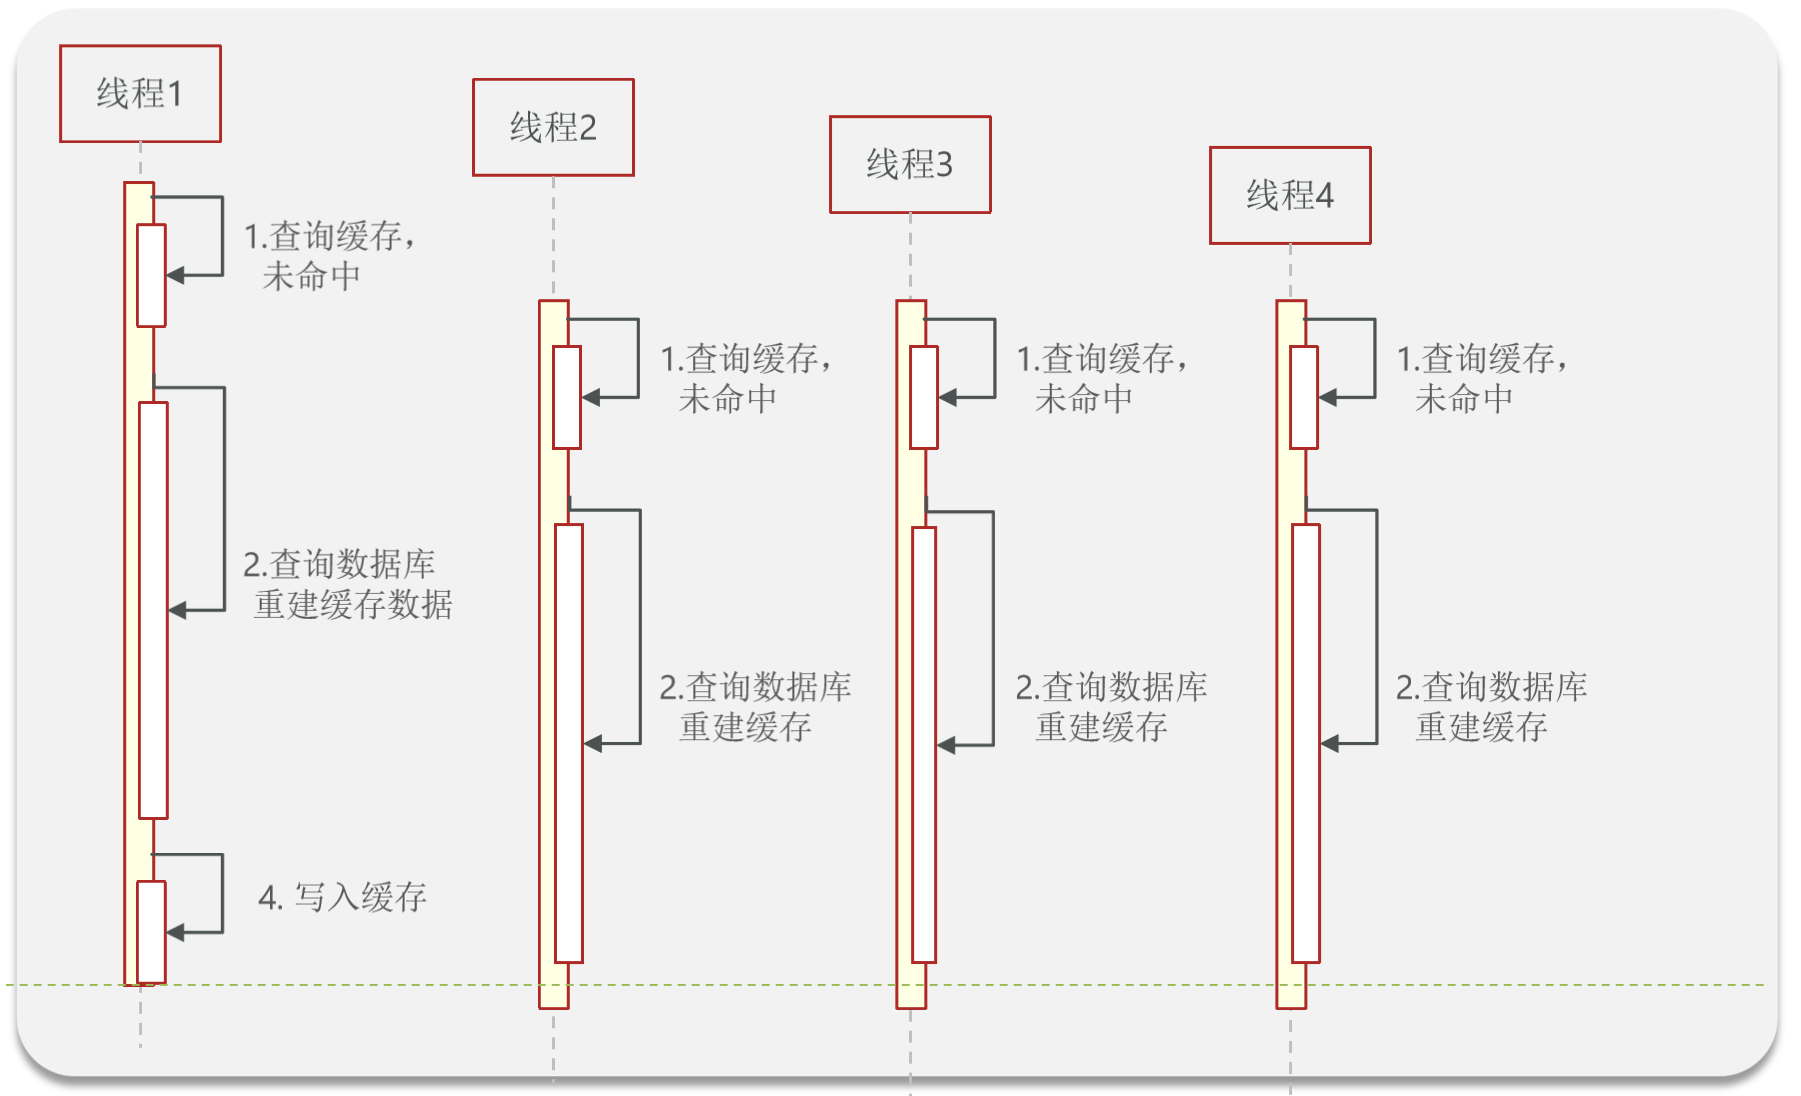 线程1
线程2
线程3
线程4
1.查询缓存，
未命中
2.查询数据库
重建缓存数据
4. 写入缓存
1.查询缓存，
未命中
2.查询数据库
重建缓存
1.查询缓存，
未命中
2.查询数据库
重建缓存
1.查询缓存，
未命中
2.查询数据库
重建缓存